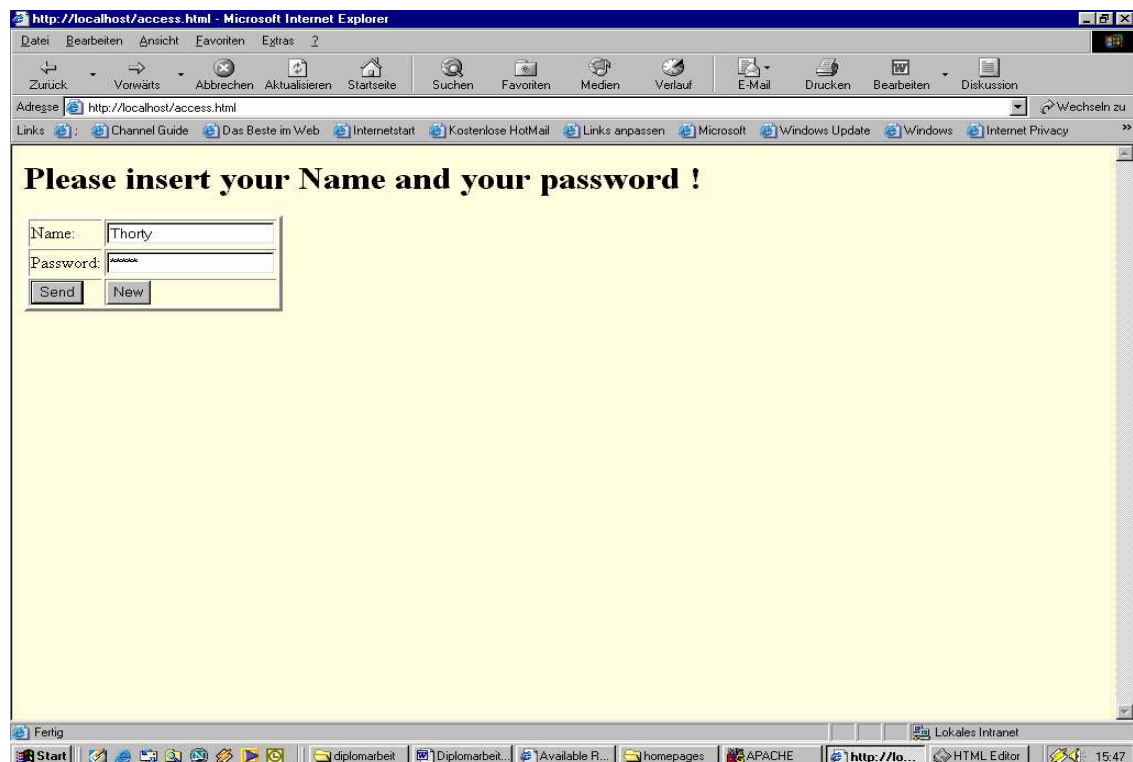 http://localhost/access.html - Microsoft Internet Explorer
Datei Bearbeiten Ansicht Favoriten Extras ?
Zurück Vorwärts Abbrechen Aktualisieren Startseite Suchen Favoriten Medien Verlauf E-Mail Drucken Bearbeiten Diskussion
Adresse http://localhost/access.html Wechseln zu
Links : Channel Guide Das Beste im Web Internetstart Kostenlose HotMail Links anpassen Microsoft Windows Update Windows Internet Privacy »
Please insert your Name and your password !
Name: Thorty
Password: *****
Send New
Fertig Lokales Intranet
Start diplomarbeit Diplomarbeit... Available R... homepages APACHE http://lo... HTML Editor 15:47